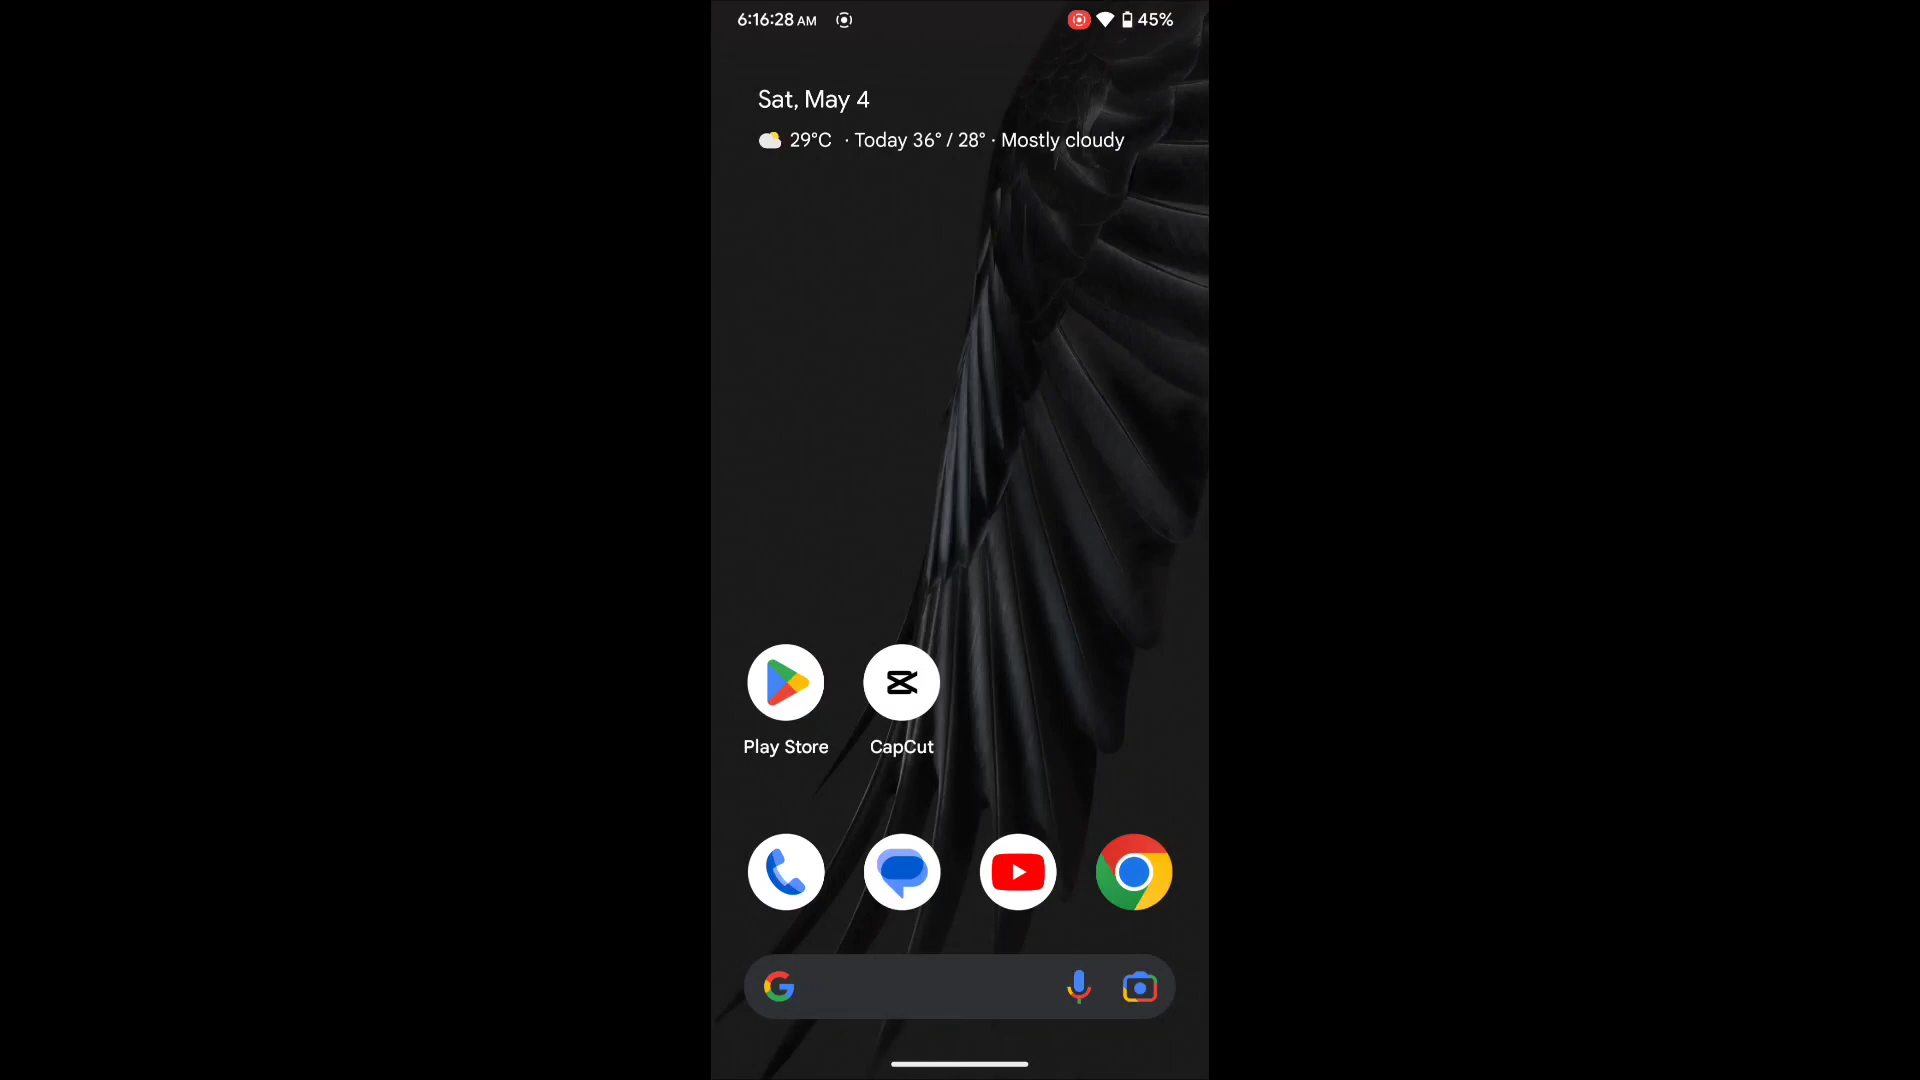 6:16:28 AM 45%
Sat, May 4
29°C · Today 36° / 28° · Mostly cloudy
Play Store CapCut